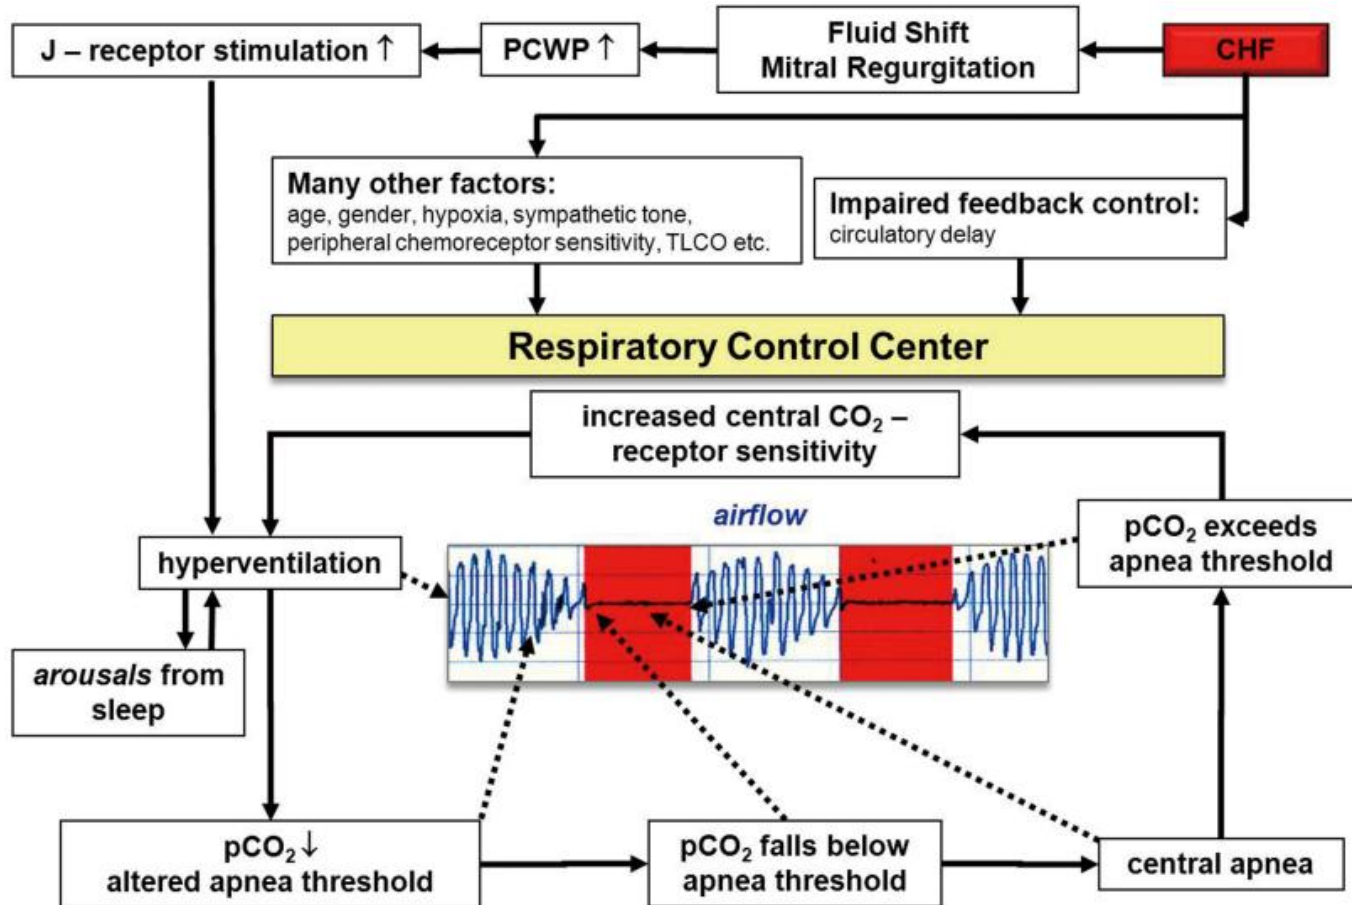 J – receptor stimulation ↑
PCWP ↑
Fluid Shift
Mitral Regurgitation
CHF
Many other factors:
age, gender, hypoxia, sympathetic tone,
peripheral chemoreceptor sensitivity, TLCO etc.
Impaired feedback control:
circulatory delay
Respiratory Control Center
increased central CO₂ –
receptor sensitivity
airflow
pCO₂ exceeds
apnea threshold
hyperventilation
arousals from
sleep
pCO₂ ↓
altered apnea threshold
pCO₂ falls below
apnea threshold
central apnea